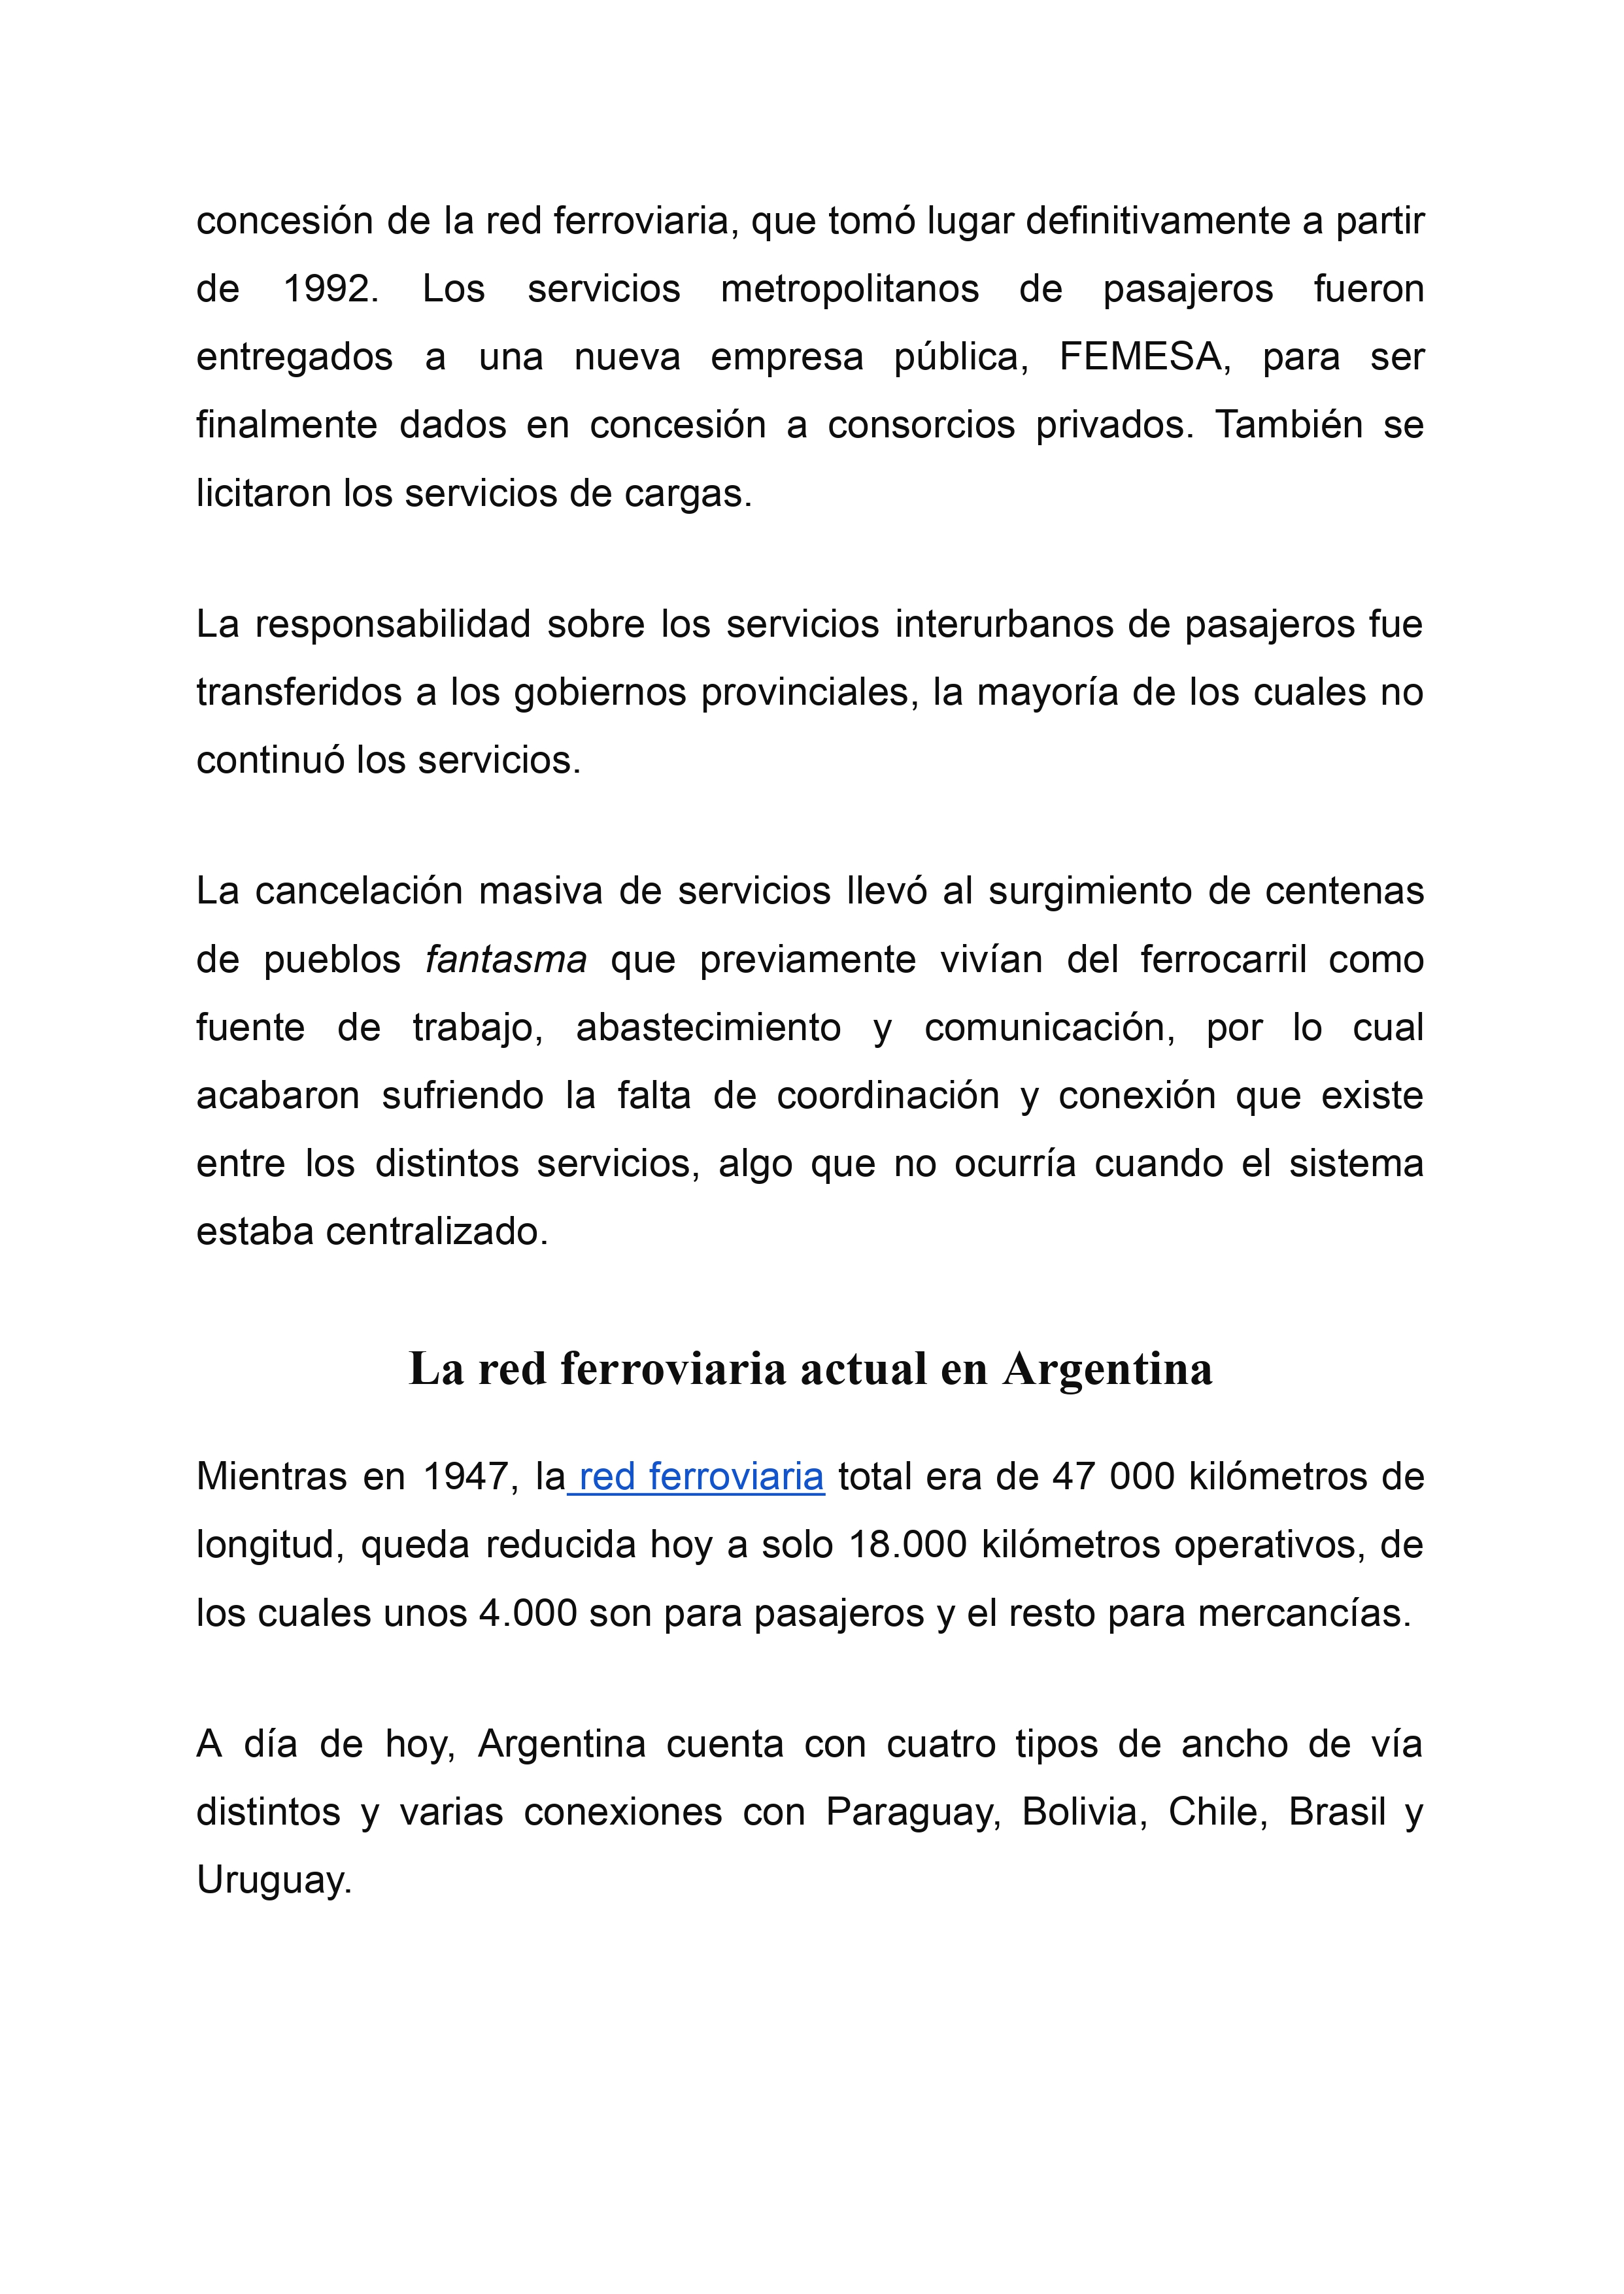 concesión de la red ferroviaria, que tomó lugar definitivamente a partir
de 1992. Los servicios metropolitanos de pasajeros fueron
entregados a una nueva empresa pública, FEMESA, para ser
finalmente dados en concesión a consorcios privados. También se
licitaron los servicios de cargas.
La responsabilidad sobre los servicios interurbanos de pasajeros fue
transferidos a los gobiernos provinciales, la mayoría de los cuales no
continuó los servicios.
La cancelación masiva de servicios llevó al surgimiento de centenas
de pueblos fantasma que previamente vivían del ferrocarril como
fuente de trabajo, abastecimiento y comunicación, por lo cual
acabaron sufriendo la falta de coordinación y conexión que existe
entre los distintos servicios, algo que no ocurría cuando el sistema
estaba centralizado.
La red ferroviaria actual en Argentina
Mientras en 1947, la red ferroviaria total era de 47 000 kilómetros de
longitud, queda reducida hoy a solo 18.000 kilómetros operativos, de
los cuales unos 4.000 son para pasajeros y el resto para mercancías.
A día de hoy, Argentina cuenta con cuatro tipos de ancho de vía
distintos y varias conexiones con Paraguay, Bolivia, Chile, Brasil y
Uruguay.